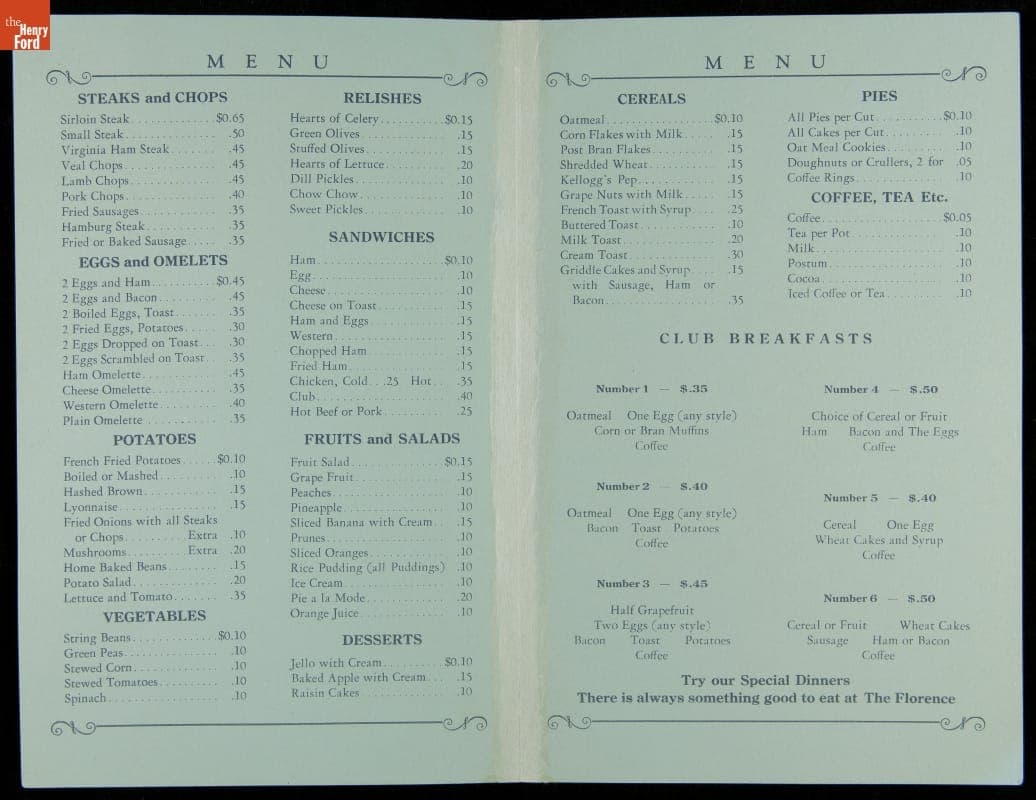 the
Henry
Ford
MENU
STEAKS and CHOPS
Sirloin Steak............$0.65
Small Steak.............. .50
Virginia Ham Steak....... .45
Veal Chops............... .45
Lamb Chops............... .45
Pork Chops............... .40
Fried Sausages........... .35
Hamburg Steak............ .35
Fried or Baked Sausage..... .35
EGGS and OMELETS
2 Eggs and Ham...........$0.45
2 Eggs and Bacon......... .45
2 Boiled Eggs, Toast....... .35
2 Fried Eggs, Potatoes..... .30
2 Eggs Dropped on Toast... .30
2 Eggs Scrambled on Toast.. .35
Ham Omelette............. .45
Cheese Omelette.......... .35
Western Omelette......... .40
Plain Omelette .......... .35
POTATOES
French Fried Potatoes.....$0.10
Boiled or Mashed......... .10
Hashed Brown............. .15
Lyonnaise................ .15
Fried Onions with all Steaks
or Chops......... Extra .10
Mushrooms......... Extra .20
Home Baked Beans......... .15
Potato Salad............. .20
Lettuce and Tomato....... .35
VEGETABLES
String Beans.............$0.10
Green Peas............... .10
Stewed Corn.............. .10
Stewed Tomatoes.......... .10
Spinach.................. .10
RELISHES
Hearts of Celery..........$0.15
Green Olives............. .15
Stuffed Olives........... .15
Hearts of Lettuce........ .20
Dill Pickles............. .10
Chow Chow................ .10
Sweet Pickles............ .10
SANDWICHES
Ham......................$0.10
Egg...................... .10
Cheese................... .10
Cheese on Toast.......... .15
Ham and Eggs............. .15
Western.................. .15
Chopped Ham.............. .15
Fried Ham................ .15
Chicken, Cold...25 Hot... .35
Club..................... .40
Hot Beef or Pork......... .25
FRUITS and SALADS
Fruit Salad..............$0.15
Grape Fruit.............. .15
Peaches.................. .10
Pineapple................ .10
Sliced Banana with Cream.. .15
Prunes................... .10
Sliced Oranges........... .10
Rice Pudding (all Puddings) .10
Ice Cream................ .10
Pie a la Mode............ .20
Orange Juice............. .10
DESSERTS
Jello with Cream.........$0.10
Baked Apple with Cream... .15
Raisin Cakes............. .10
MENU
CEREALS
Oatmeal..................$0.10
Corn Flakes with Milk.... .15
Post Bran Flakes......... .15
Shredded Wheat........... .15
Kellogg's Pep............ .15
Grape Nuts with Milk..... .15
French Toast with Syrup.... .25
Buttered Toast........... .10
Milk Toast............... .20
Cream Toast.............. .30
Griddle Cakes and Syrup.... .15
with Sausage, Ham or
Bacon.................... .35
PIES
All Pies per Cut..........$0.10
All Cakes per Cut........ .10
Oat Meal Cookies......... .10
Doughnuts or Crullers, 2 for .05
Coffee Rings............. .10
COFFEE, TEA Etc.
Coffee...................$0.05
Tea per Pot.............. .10
Milk..................... .10
Postum................... .10
Cocoa.................... .10
Iced Coffee or Tea....... .10
CLUB BREAKFASTS
Number 1 — $.35
Oatmeal One Egg (any style)
Corn or Bran Muffins
Coffee
Number 2 — $.40
Oatmeal One Egg (any style)
Bacon Toast Potatoes
Coffee
Number 3 — $.45
Half Grapefruit
Two Eggs (any style)
Bacon Toast Potatoes
Coffee
Number 4 — $.50
Choice of Cereal or Fruit
Ham Bacon and The Eggs
Coffee
Number 5 — $.40
Cereal One Egg
Wheat Cakes and Syrup
Coffee
Number 6 — $.50
Cereal or Fruit Wheat Cakes
Sausage Ham or Bacon
Coffee
Try our Special Dinners
There is always something good to eat at The Florence